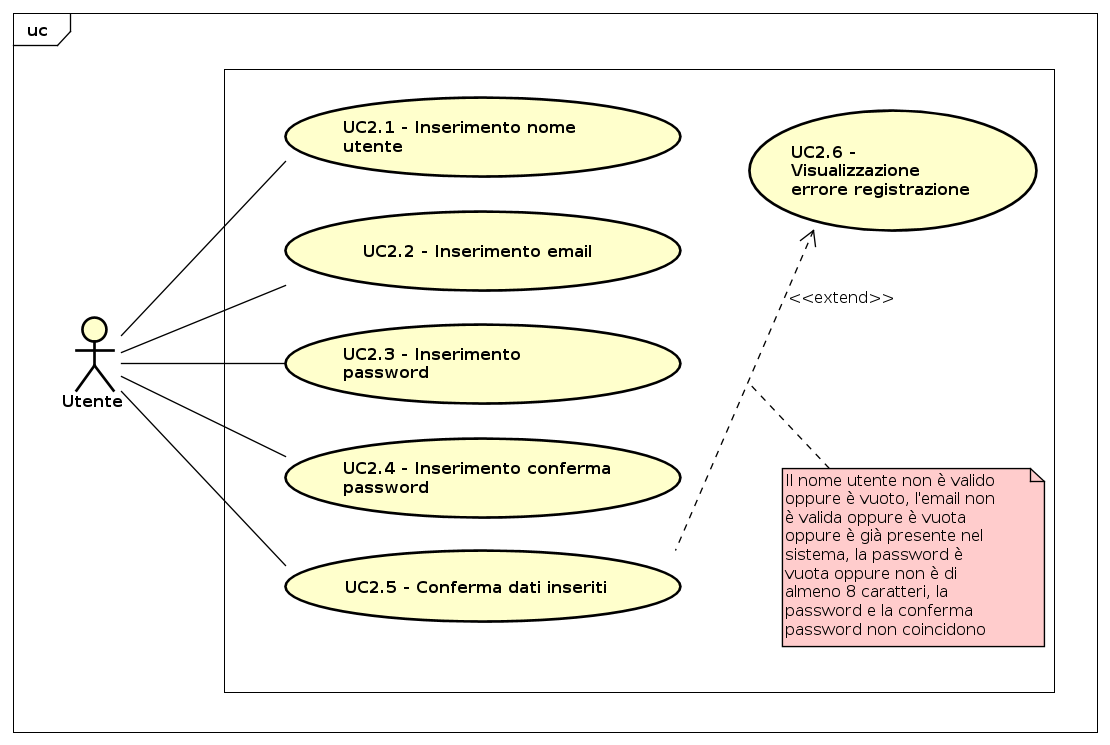 uc
UC2.1 - Inserimento nome
utente
UC2.6 -
Visualizzazione
errore registrazione
UC2.2 - Inserimento email
<<extend>>
UC2.3 - Inserimento
password
Utente
UC2.4 - Inserimento conferma
password
Il nome utente non è valido
oppure è vuoto, l'email non
è valida oppure è vuota
oppure è già presente nel
sistema, la password è
vuota oppure non è di
almeno 8 caratteri, la
password e la conferma
password non coincidono
UC2.5 - Conferma dati inseriti